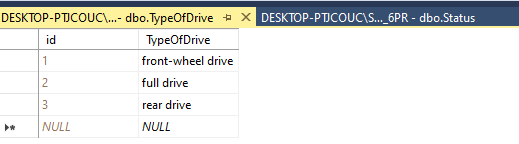 DESKTOP-PTJCOUC\...- dbo.TypeOfDrive DESKTOP-PTJCOUC\S..._6PR - dbo.Status
id TypeOfDrive
1 front-wheel drive
2 full drive
3 rear drive
NULL NULL